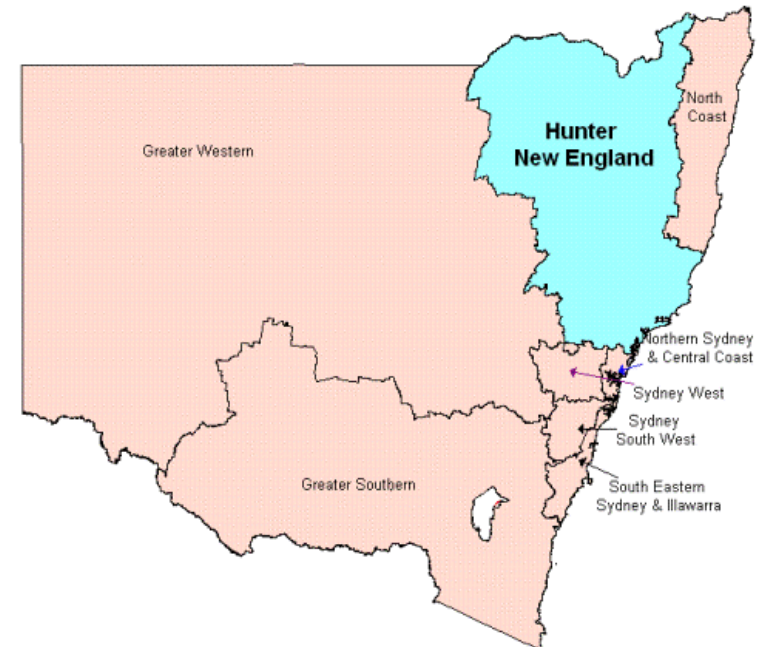 North
Coast
Hunter
New England
Greater Western
Northern Sydney
& Central Coast
Sydney West
Sydney
South West
Greater Southern
South Eastern
Sydney & Illawarra